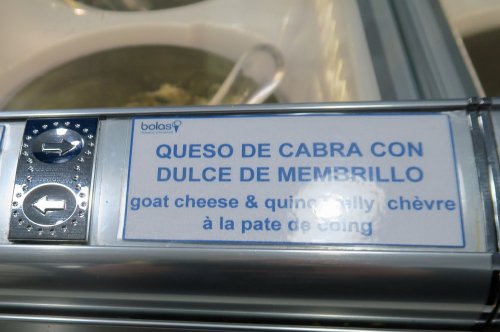 bolas
QUESO DE CABRA CON
DULCE DE MEMBRILLO
goat cheese & chèvre
à la pate de coing